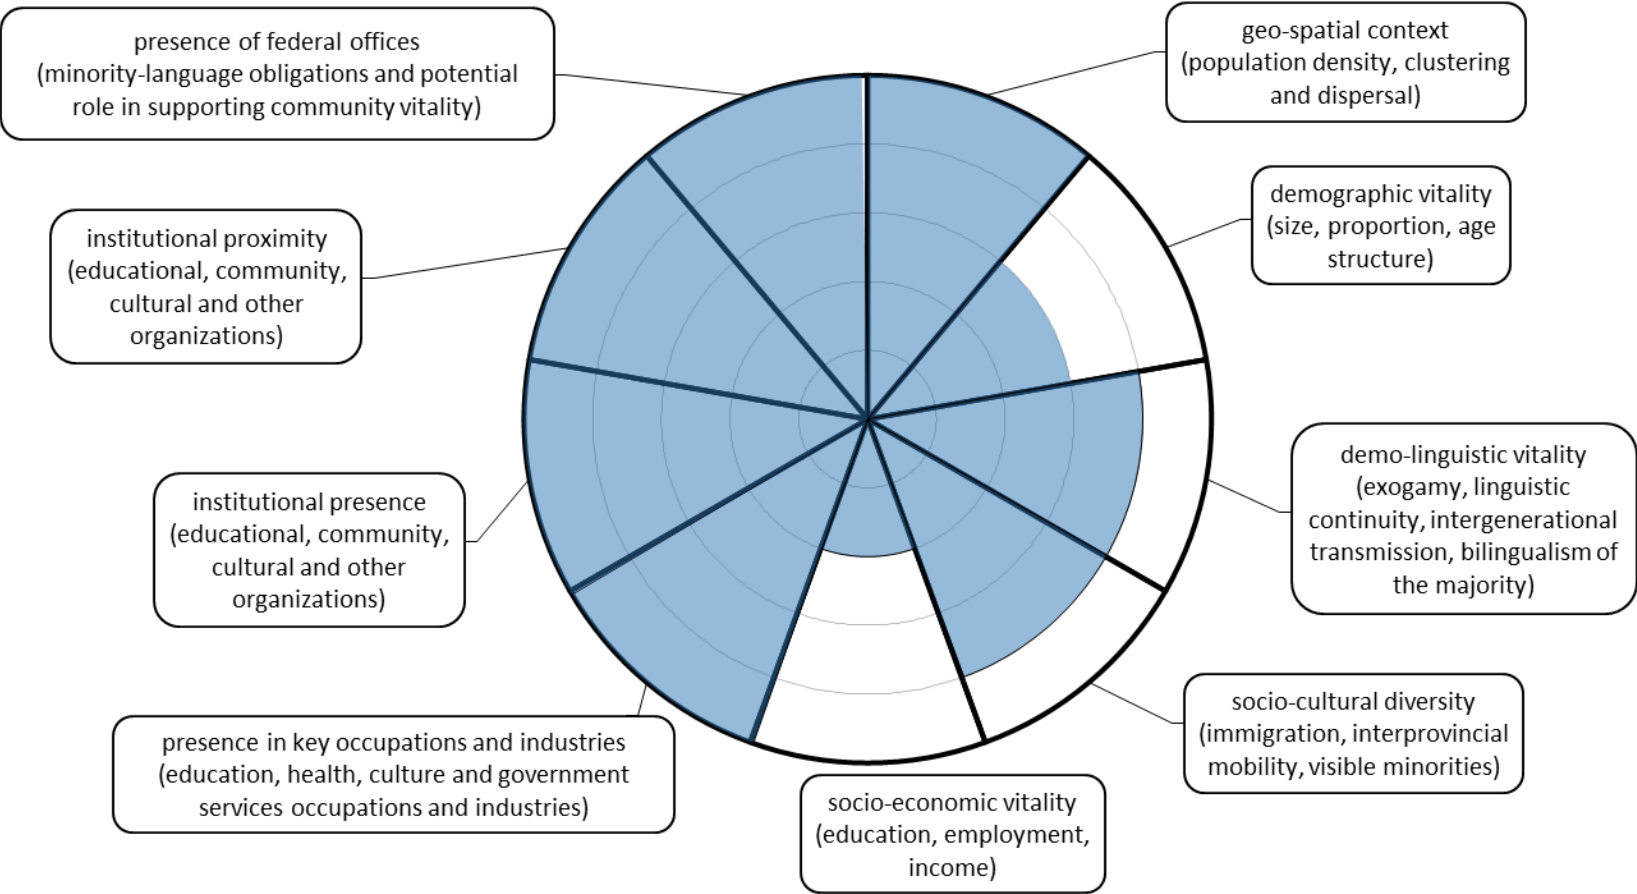 presence of federal offices
(minority-language obligations and potential
role in supporting community vitality)
geo-spatial context
(population density, clustering
and dispersal)
demographic vitality
(size, proportion, age
structure)
institutional proximity
(educational, community,
cultural and other
organizations)
demo-linguistic vitality
(exogamy, linguistic
continuity, intergenerational
transmission, bilingualism of
the majority)
institutional presence
(educational, community,
cultural and other
organizations)
socio-cultural diversity
(immigration, interprovincial
mobility, visible minorities)
presence in key occupations and industries
(education, health, culture and government
services occupations and industries)
socio-economic vitality
(education, employment,
income)